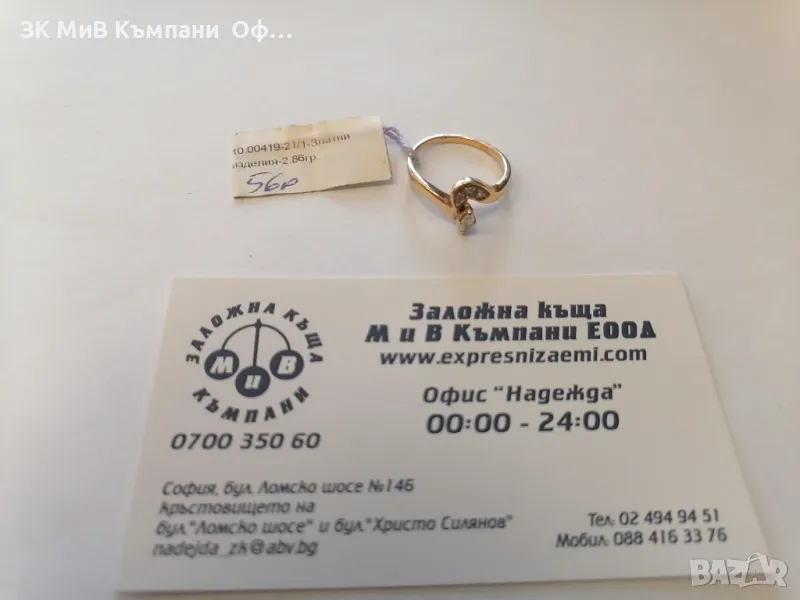 ЗК МиВ Къмпани Оф...
00419-21/1-Златни
изделия-2.86гр.
ЗАЛОЖНА КЪЩА
М и В
КЪМПАНИ
0700 350 60
Заложна къща
М и В Къмпани ЕООД
www.expresnizaemi.com
Офис "Надежда"
00:00 - 24:00
София, бул. Ломско шосе №146
кръстовището на
бул."Ломско шосе" и бул."Христо Силянов"
nadejda_zk@abv.bg
Тел: 02 494 94 51
Мобил: 088 416 33 76
BAZAR